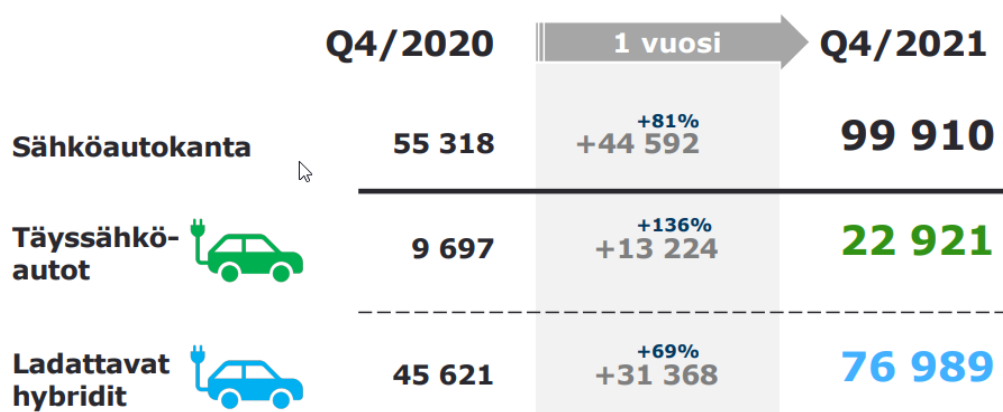 Q4/2020 1 vuosi Q4/2021
+81%
Sähköautokanta 55 318 +44 592 99 910
+136%
Täyssähkö-
autot 9 697 +13 224 22 921
+69%
Ladattavat
hybridit 45 621 +31 368 76 989